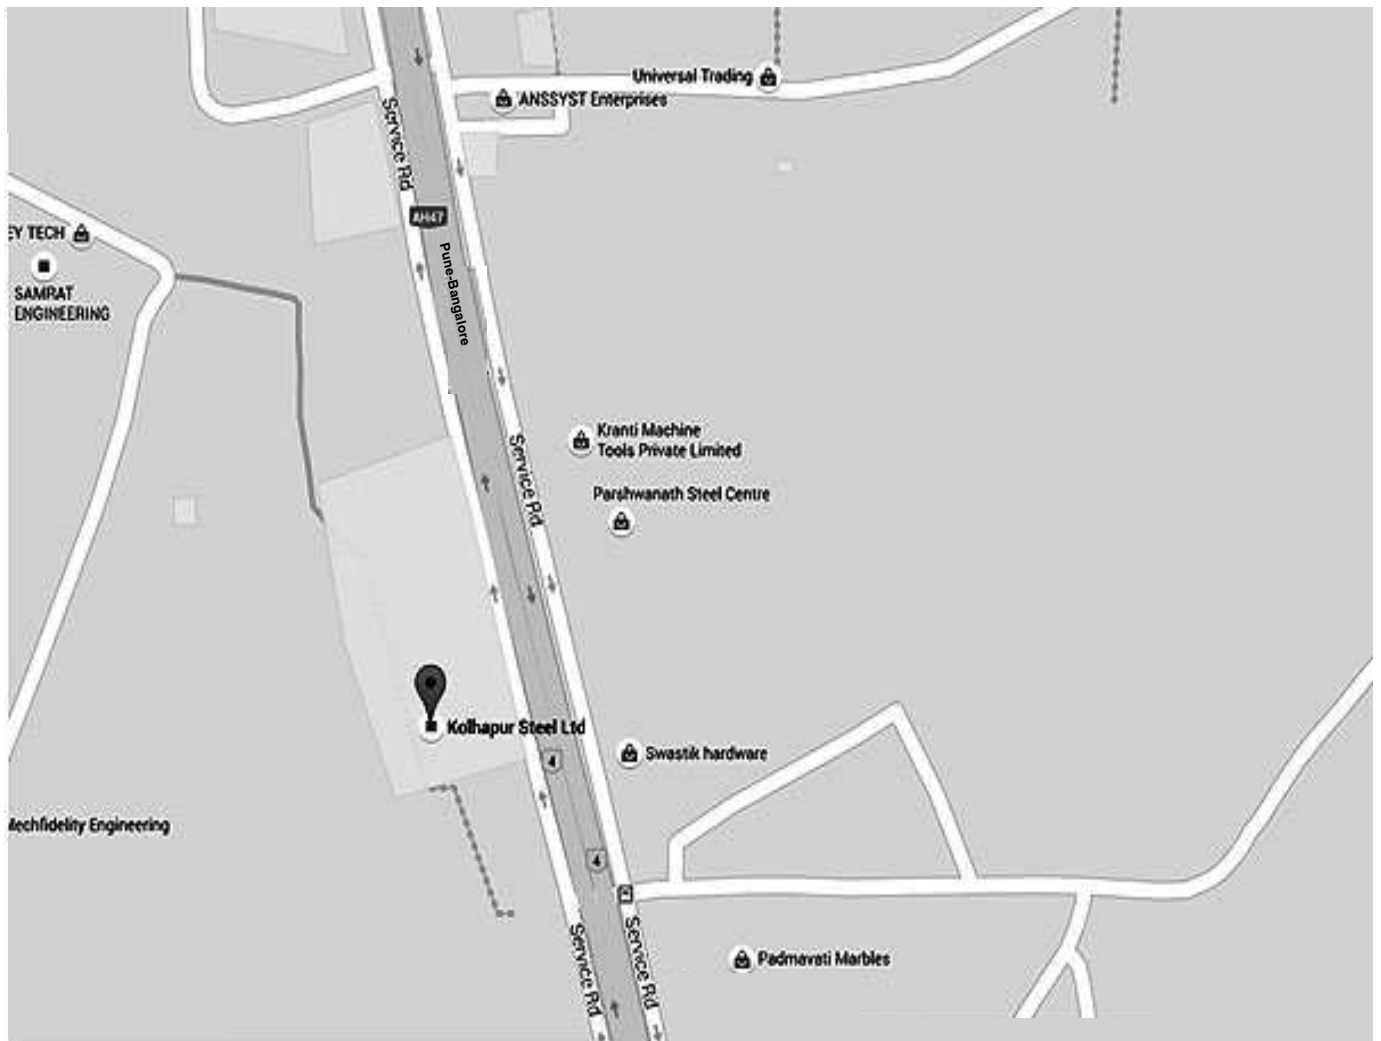 Universal Trading
ANSSYST Enterprises
Service Rd
AH47
EY TECH
Pune-Bangalore
SAMRAT
ENGINEERING
Kranti Machine
Tools Private Limited
Service Rd
Parshwanath Steel Centre
Kolhapur Steel Ltd
4
Swastik hardware
Mechfidelity Engineering
4
Service Rd
Service Rd
Padmavati Marbles